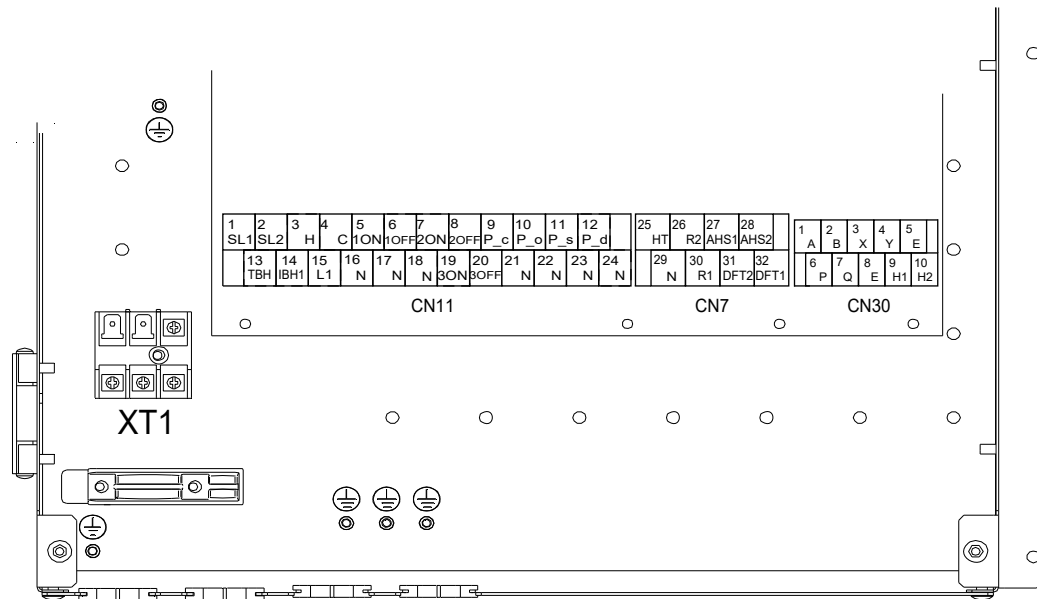 1 2 3 4 5 6 7 8 9 10 11 12
SL1 SL2 H C 1ON 1OFF 2ON 2OFF P_c P_o P_s P_d
13 14 15 16 17 18 19 20 21 22 23 24
TBH IBH1 L1 N N N 3ON 3OFF N N N N
CN11
25 26 27 28
HT R2 AHS1 AHS2
29 30 31 32
N R1 DFT2 DFT1
CN7
1 2 3 4 5
A B X Y E
6 7 8 9 10
P Q E H1 H2
CN30
XT1